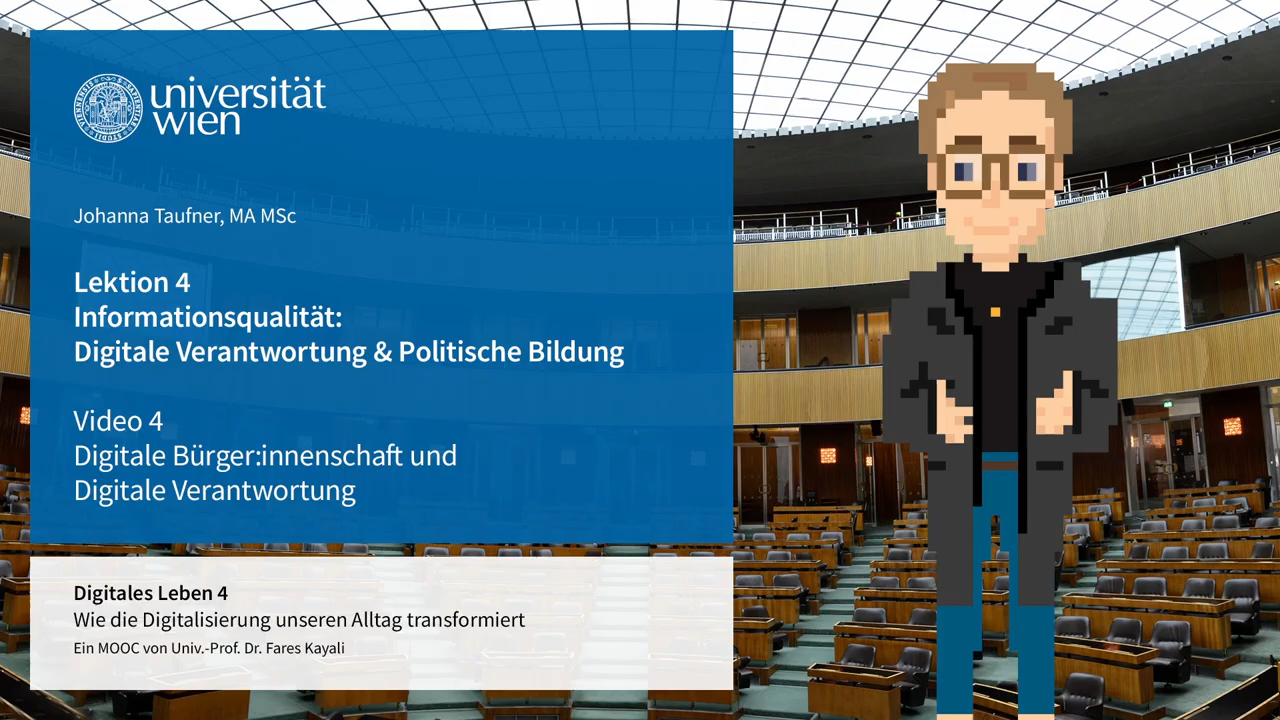 universität
wien
Johanna Taufner, MA MSc
Lektion 4
Informationsqualität:
Digitale Verantwortung & Politische Bildung
Video 4
Digitale Bürger:innenschaft und
Digitale Verantwortung
Digitales Leben 4
Wie die Digitalisierung unseren Alltag transformiert
Ein MOOC von Univ.-Prof. Dr. Fares Kayali